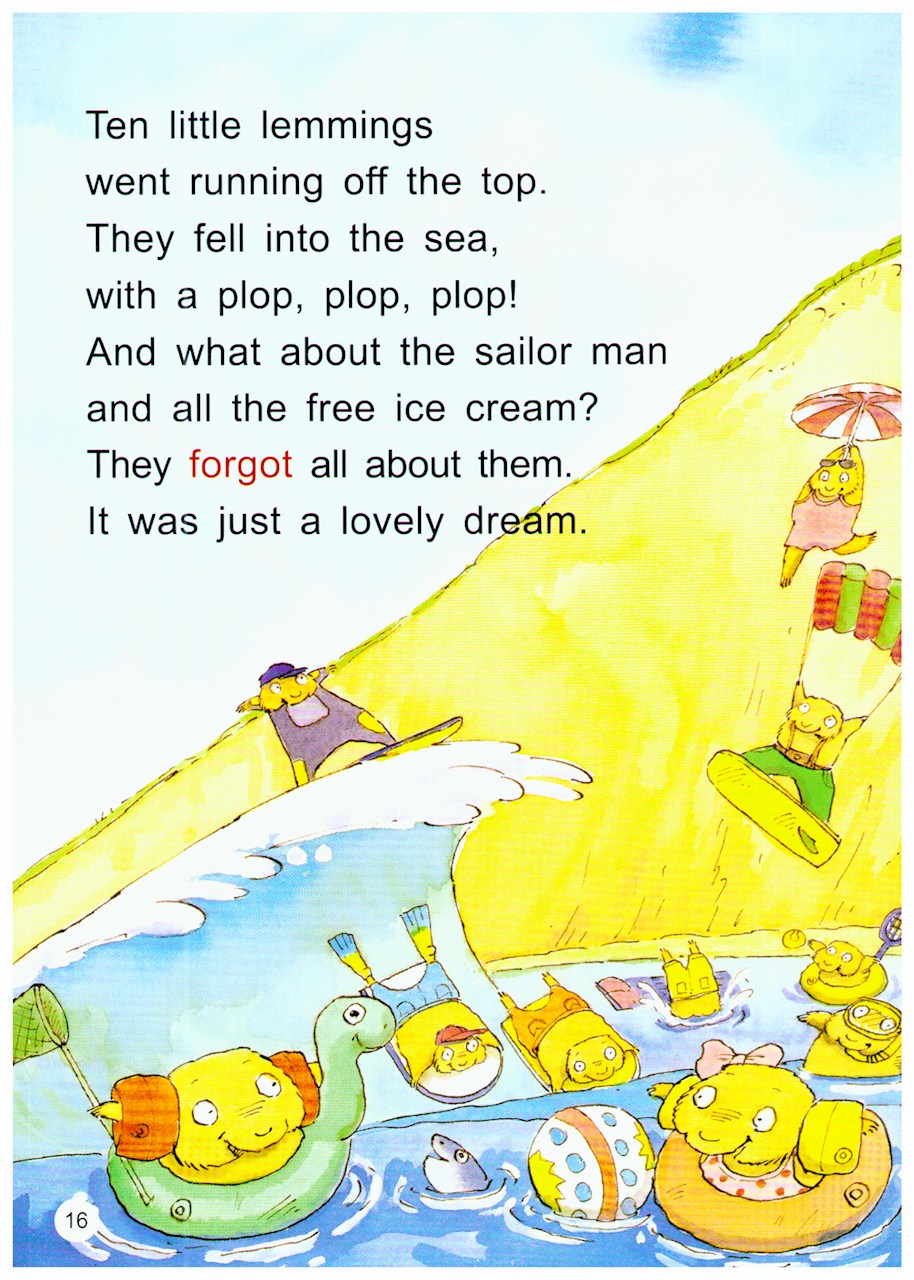 Ten little lemmings
went running off the top.
They fell into the sea,
with a plop, plop, plop!
And what about the sailor man
and all the free ice cream?
They forgot all about them.
It was just a lovely dream.
16